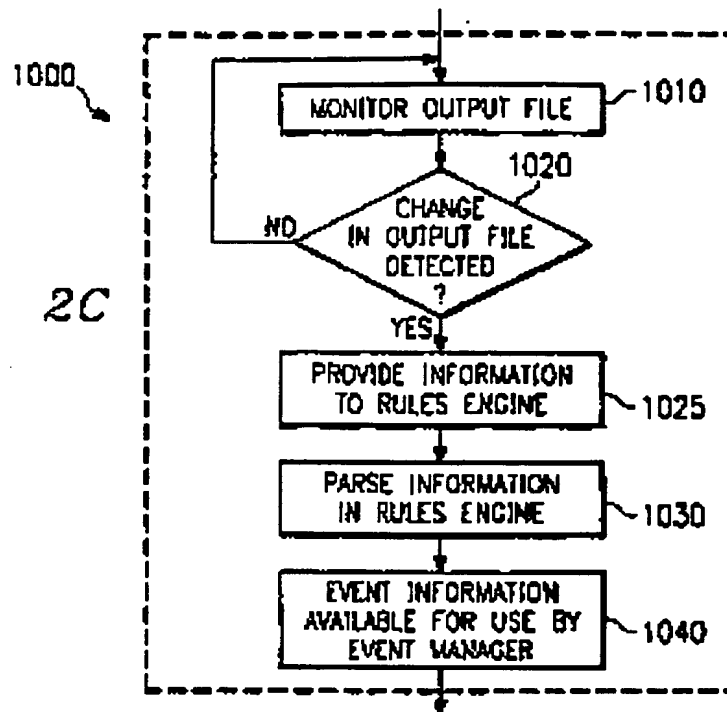 1000
MONITOR OUTPUT FILE
1010
1020
CHANGE
IN OUTPUT FILE
DETECTED
?
NO
2C
YES
PROVIDE INFORMATION
TO RULES ENGINE
1025
PARSE INFORMATION
IN RULES ENGINE
1030
EVENT INFORMATION
AVAILABLE FOR USE BY
EVENT MANAGER
1040